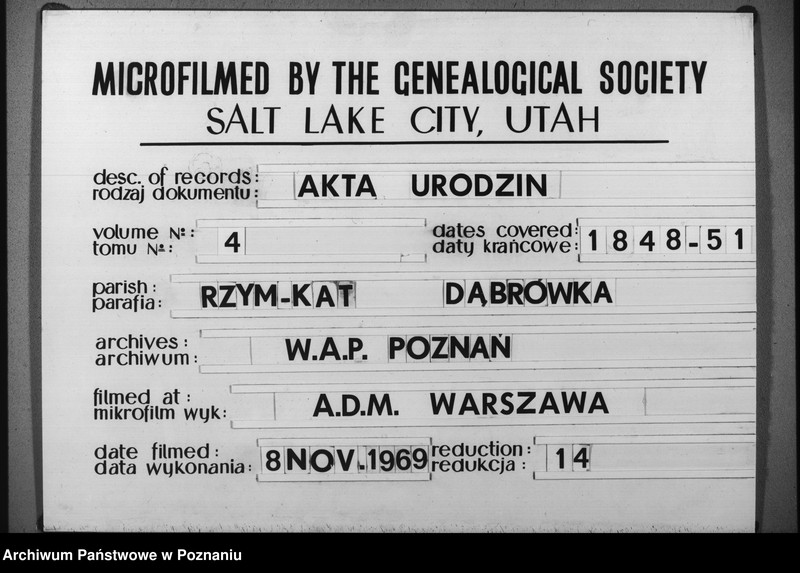 MICROFILMED BY THE GENEALOGICAL SOCIETY
SALT LAKE CITY, UTAH
desc. of records:
rodzaj dokumentu: AKTA URODZIN
volume №: dates covered:
tomu №: 4 daty krańcowe: 1848-51
parish:
parafia: RZYM-KAT DĄBRÓWKA
archives:
archiwum: W.A.P. POZNAŃ
filmed at:
mikrofilm wyk: A.D.M. WARSZAWA
date filmed: reduction:
data wykonania: 8 NOV. 1969 redukcja: 14
Archiwum Państwowe w Poznaniu